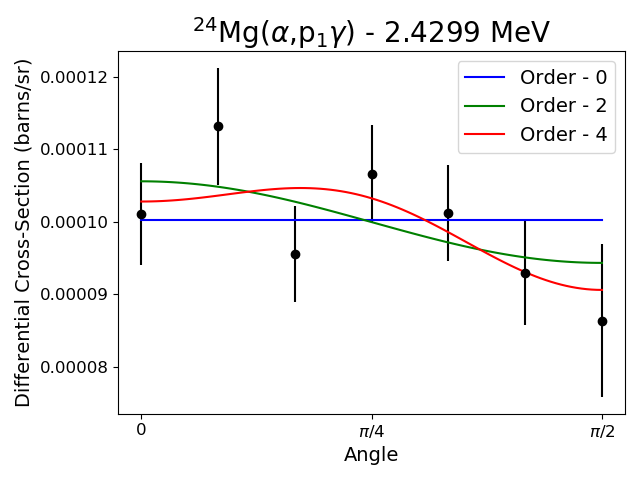 ²⁴Mg(α,p₁γ) - 2.4299 MeV
Differential Cross-Section (barns/sr)
0.00012
0.00011
0.00010
0.00009
0.00008
Order - 0
Order - 2
Order - 4
0
π/4
π/2
Angle